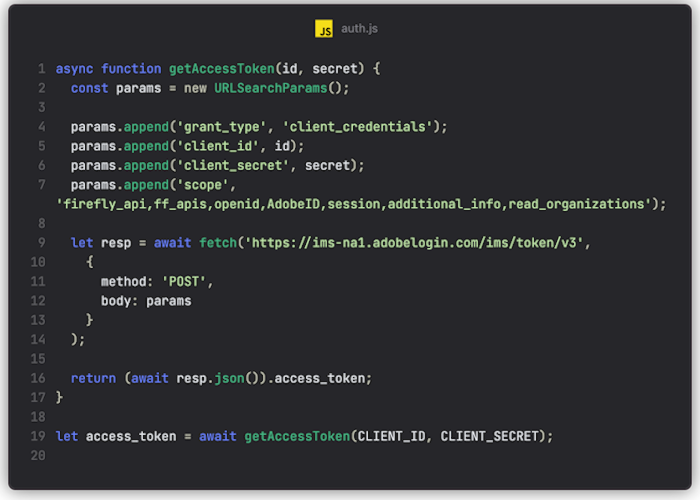 JS auth.js
1 async function getAccessToken(id, secret) {
2   const params = new URLSearchParams();
3
4   params.append('grant_type', 'client_credentials');
5   params.append('client_id', id);
6   params.append('client_secret', secret);
7   params.append('scope',
'firefly_api,ff_apis,openid,AdobeID,session,additional_info,read_organizations');
8
9   let resp = await fetch('https://ims-na1.adobelogin.com/ims/token/v3',
10     {
11       method: 'POST',
12       body: params
13     }
14   );
15
16   return (await resp.json()).access_token;
17 }
18
19 let access_token = await getAccessToken(CLIENT_ID, CLIENT_SECRET);
20